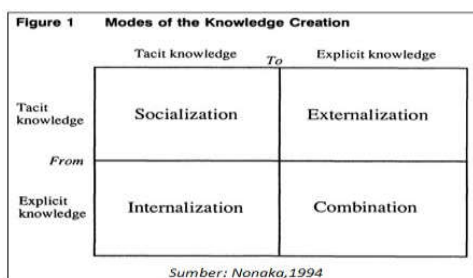 Figure 1 Modes of the Knowledge Creation
Tacit knowledge To Explicit knowledge
Tacit knowledge
Socialization Externalization
From
Explicit knowledge
Internalization Combination
Sumber: Nonaka,1994